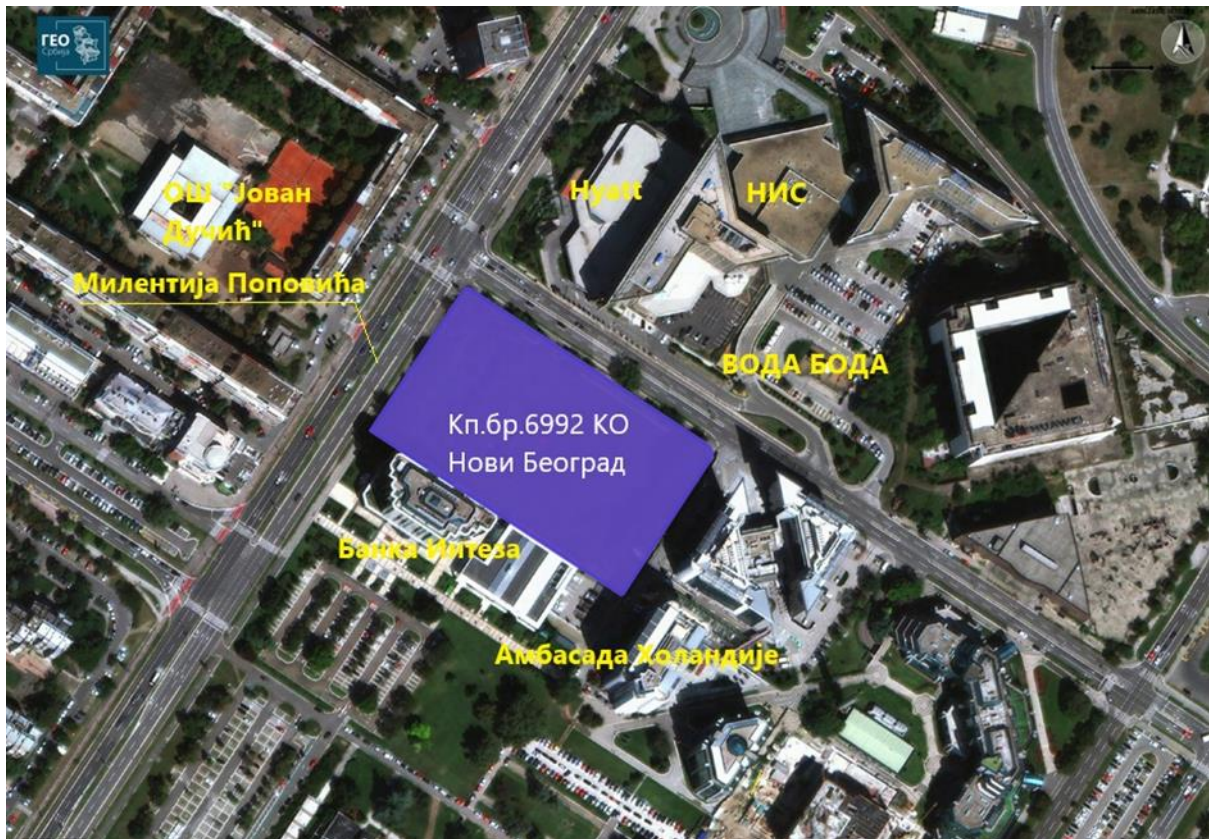 ГЕО
Србија
Hyatt
НИС
ОШ "Јован
Дучић"
Милентија Поповића
ВОДА БОДА
Кп.бр.6992 КО
Нови Београд
Банка Интеза
Амбасада Холандије